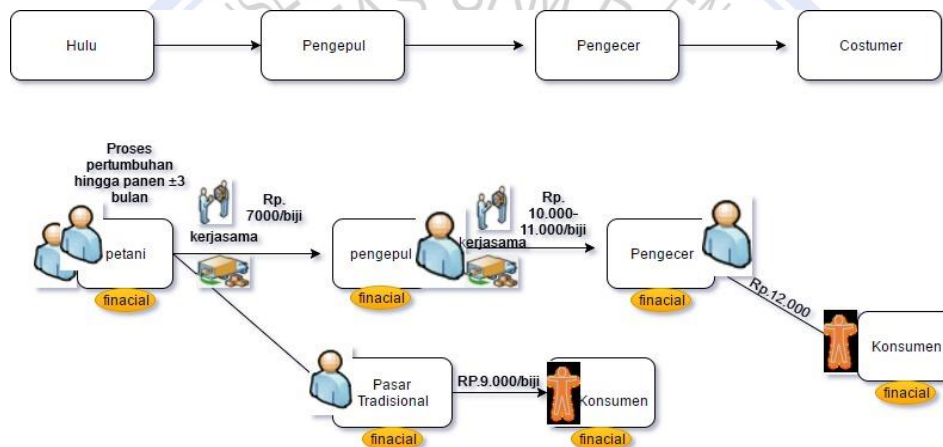 Hulu
Pengepul
Pengecer
Costumer
Proses
pertumbuhan
hingga panen ±3
bulan
Rp.
7000/biji
kerjasama
Rp.
10.000-
11.000/biji
kerjasama
petani
pengepul
Pengecer
finacial
finacial
finacial
Rp.12.000
Konsumen
finacial
Pasar
Tradisional
RP.9.000/biji
Konsumen
finacial
finacial